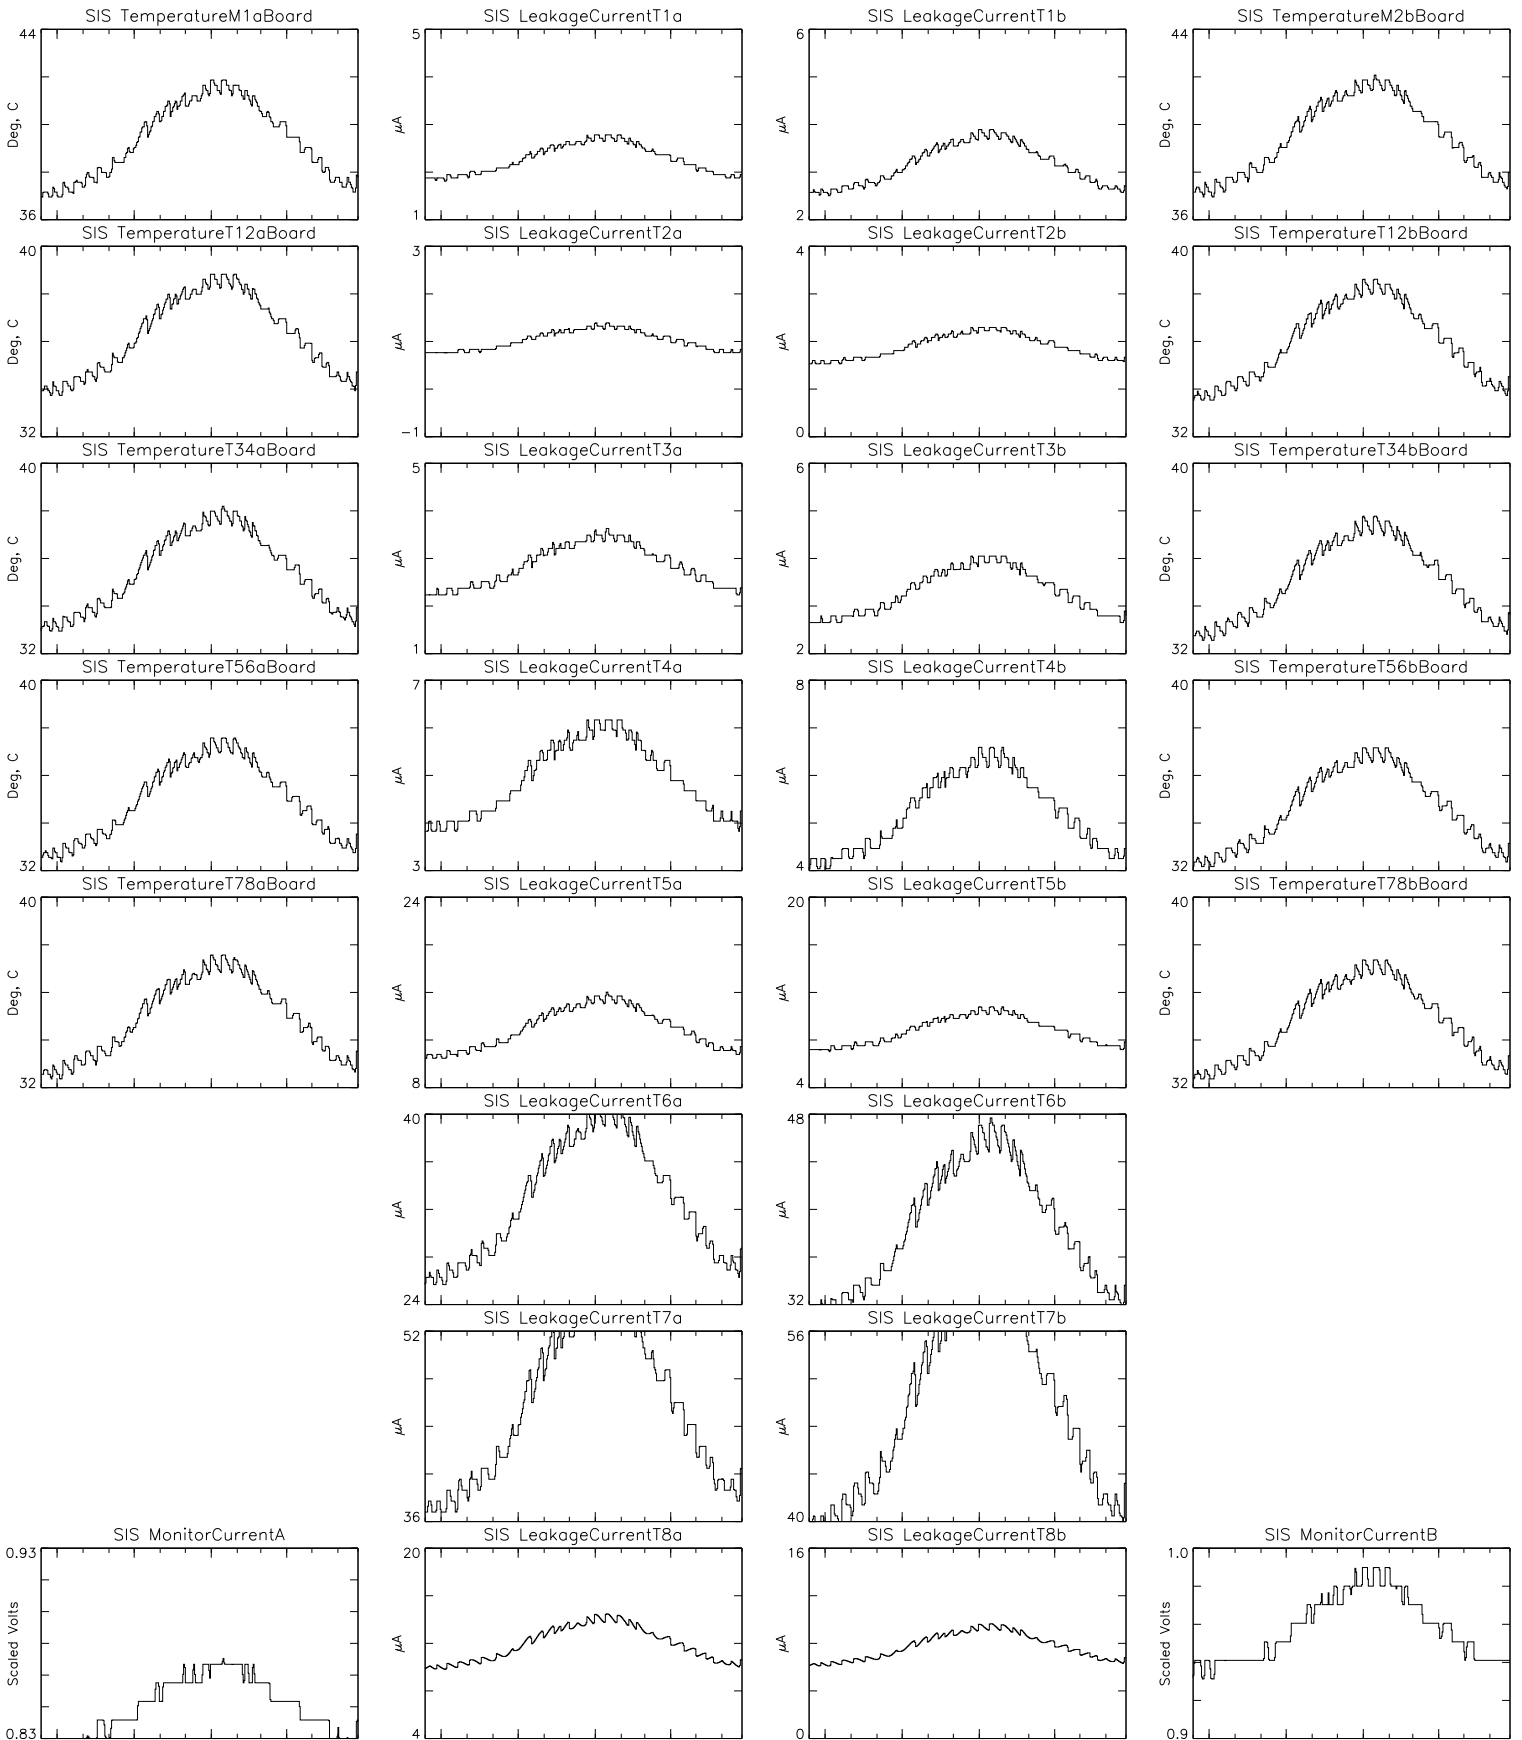 SIS TemperatureM1aBoard
44
Deg, C
36
SIS LeakageCurrentT1a
5
µA
1
SIS LeakageCurrentT1b
6
µA
2
SIS TemperatureM2bBoard
44
Deg, C
36
SIS TemperatureT12aBoard
40
Deg, C
32
SIS LeakageCurrentT2a
3
µA
−1
SIS LeakageCurrentT2b
4
µA
0
SIS TemperatureT12bBoard
40
Deg, C
32
SIS TemperatureT34aBoard
40
Deg, C
32
SIS LeakageCurrentT3a
5
µA
1
SIS LeakageCurrentT3b
6
µA
2
SIS TemperatureT34bBoard
40
Deg, C
32
SIS TemperatureT56aBoard
40
Deg, C
32
SIS LeakageCurrentT4a
7
µA
3
SIS LeakageCurrentT4b
8
µA
4
SIS TemperatureT56bBoard
40
Deg, C
32
SIS TemperatureT78aBoard
40
Deg, C
32
SIS LeakageCurrentT5a
24
µA
8
SIS LeakageCurrentT5b
20
µA
4
SIS TemperatureT78bBoard
40
Deg, C
32
SIS LeakageCurrentT6a
40
µA
24
SIS LeakageCurrentT6b
48
µA
32
SIS LeakageCurrentT7a
52
µA
36
SIS LeakageCurrentT7b
56
µA
40
SIS MonitorCurrentA
0.93
Scaled Volts
0.83
SIS LeakageCurrentT8a
20
µA
4
SIS LeakageCurrentT8b
16
µA
0
SIS MonitorCurrentB
1.0
Scaled Volts
0.9